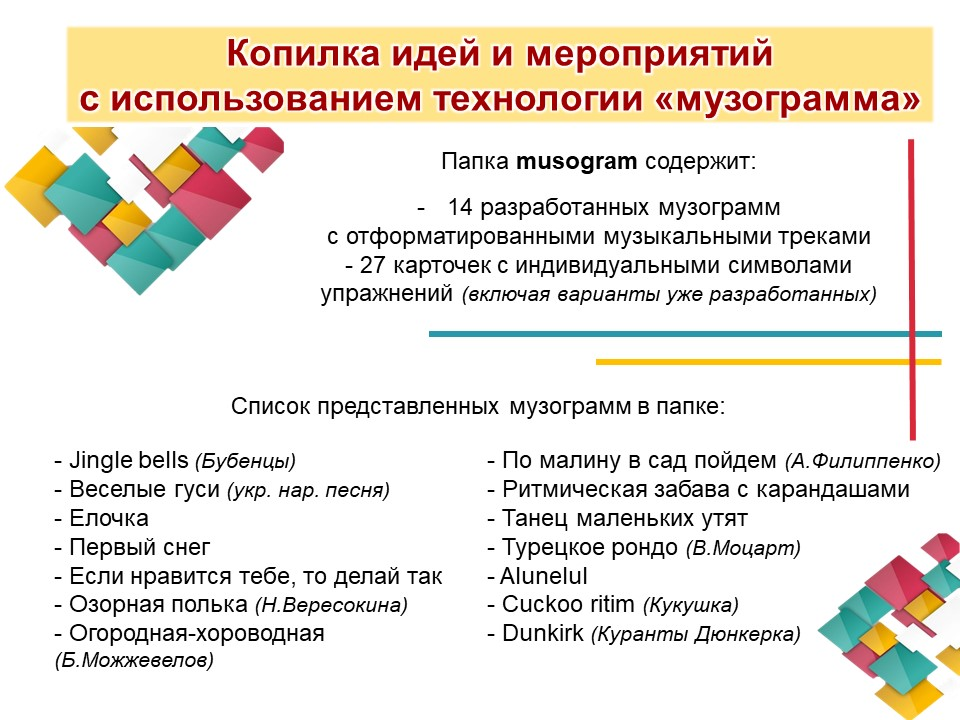 Копилка идей и мероприятий
с использованием технологии «музограмма»
Папка musogram содержит:
- 14 разработанных музограмм
с отформатированными музыкальными треками
- 27 карточек с индивидуальными символами
упражнений (включая варианты уже разработанных)
Список представленных музограмм в папке:
- Jingle bells (Бубенцы)
- Веселые гуси (укр. нар. песня)
- Елочка
- Первый снег
- Если нравится тебе, то делай так
- Озорная полька (Н.Вересокина)
- Огородная-хороводная
(Б.Можжевелов)
- По малину в сад пойдем (А.Филиппенко)
- Ритмическая забава с карандашами
- Танец маленьких утят
- Турецкое рондо (В.Моцарт)
- Alunelul
- Cuckoo ritim (Кукушка)
- Dunkirk (Куранты Дюнкерка)